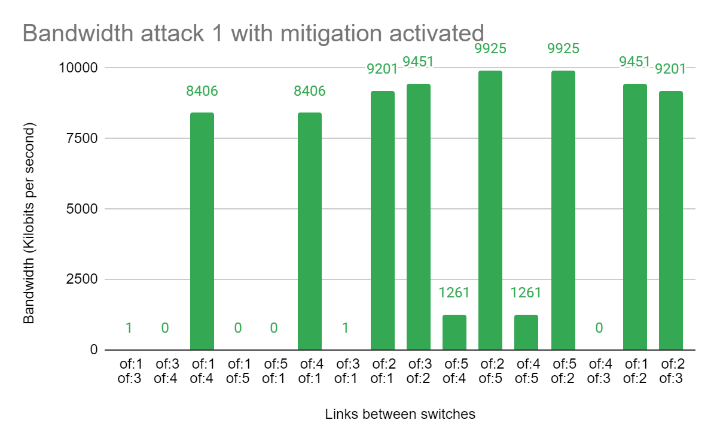 Bandwidth attack 1 with mitigation activated
Bandwidth (Kilobits per second)
10000
7500
5000
2500
0
1 0 8406 0 0 8406 1 9201 9451 1261 9925 1261 9925 0 9451 9201
of:1 of:3 of:1 of:1 of:5 of:4 of:3 of:2 of:3 of:5 of:2 of:4 of:5 of:4 of:1 of:2
of:3 of:4 of:4 of:5 of:1 of:1 of:1 of:1 of:2 of:4 of:5 of:5 of:2 of:3 of:2 of:3
Links between switches